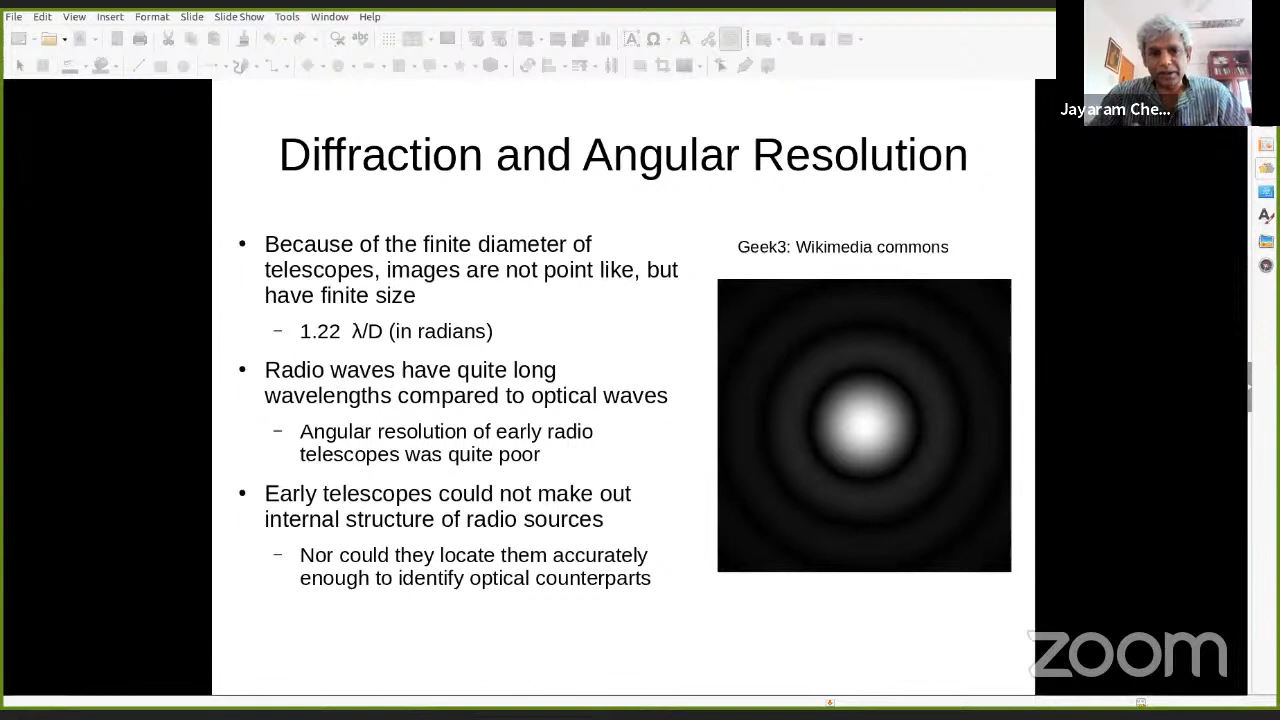 File Edit View Insert Format Slide Slide Show Tools Window Help
Jayaram Che...
Diffraction and Angular Resolution
• Because of the finite diameter of
telescopes, images are not point like, but
have finite size
– 1.22 λ/D (in radians)
• Radio waves have quite long
wavelengths compared to optical waves
– Angular resolution of early radio
telescopes was quite poor
• Early telescopes could not make out
internal structure of radio sources
– Nor could they locate them accurately
enough to identify optical counterparts
Geek3: Wikimedia commons
zoom